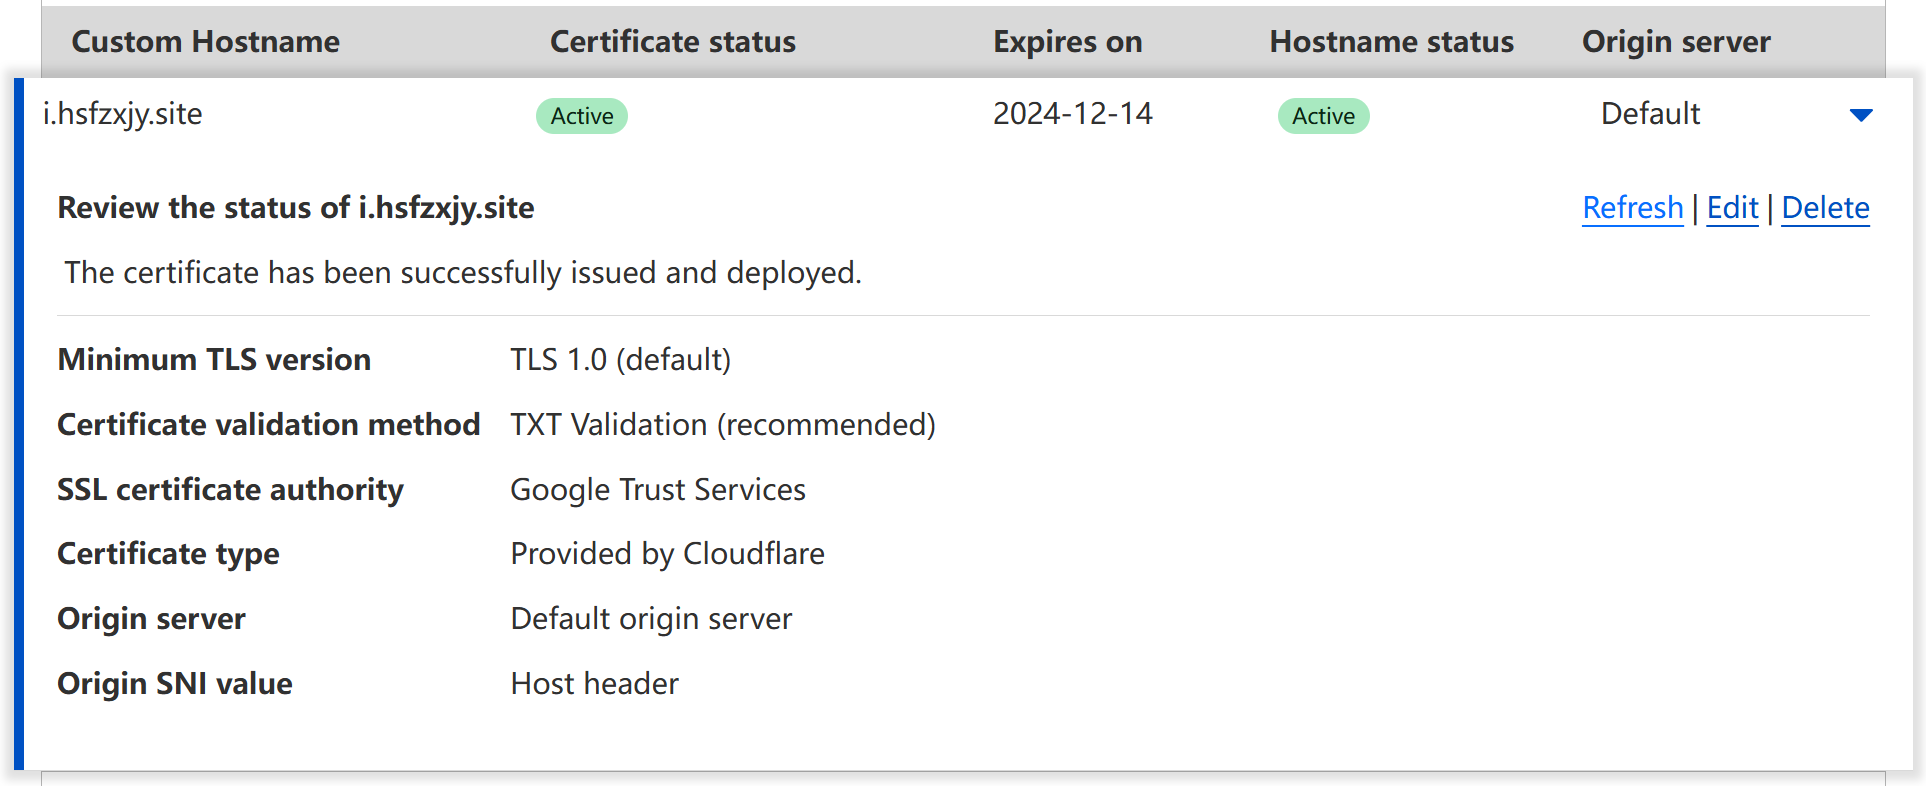 Custom Hostname Certificate status Expires on Hostname status Origin server
i.hsfzxjy.site Active 2024-12-14 Active Default
Review the status of i.hsfzxjy.site Refresh | Edit | Delete
The certificate has been successfully issued and deployed.
Minimum TLS version TLS 1.0 (default)
Certificate validation method TXT Validation (recommended)
SSL certificate authority Google Trust Services
Certificate type Provided by Cloudflare
Origin server Default origin server
Origin SNI value Host header